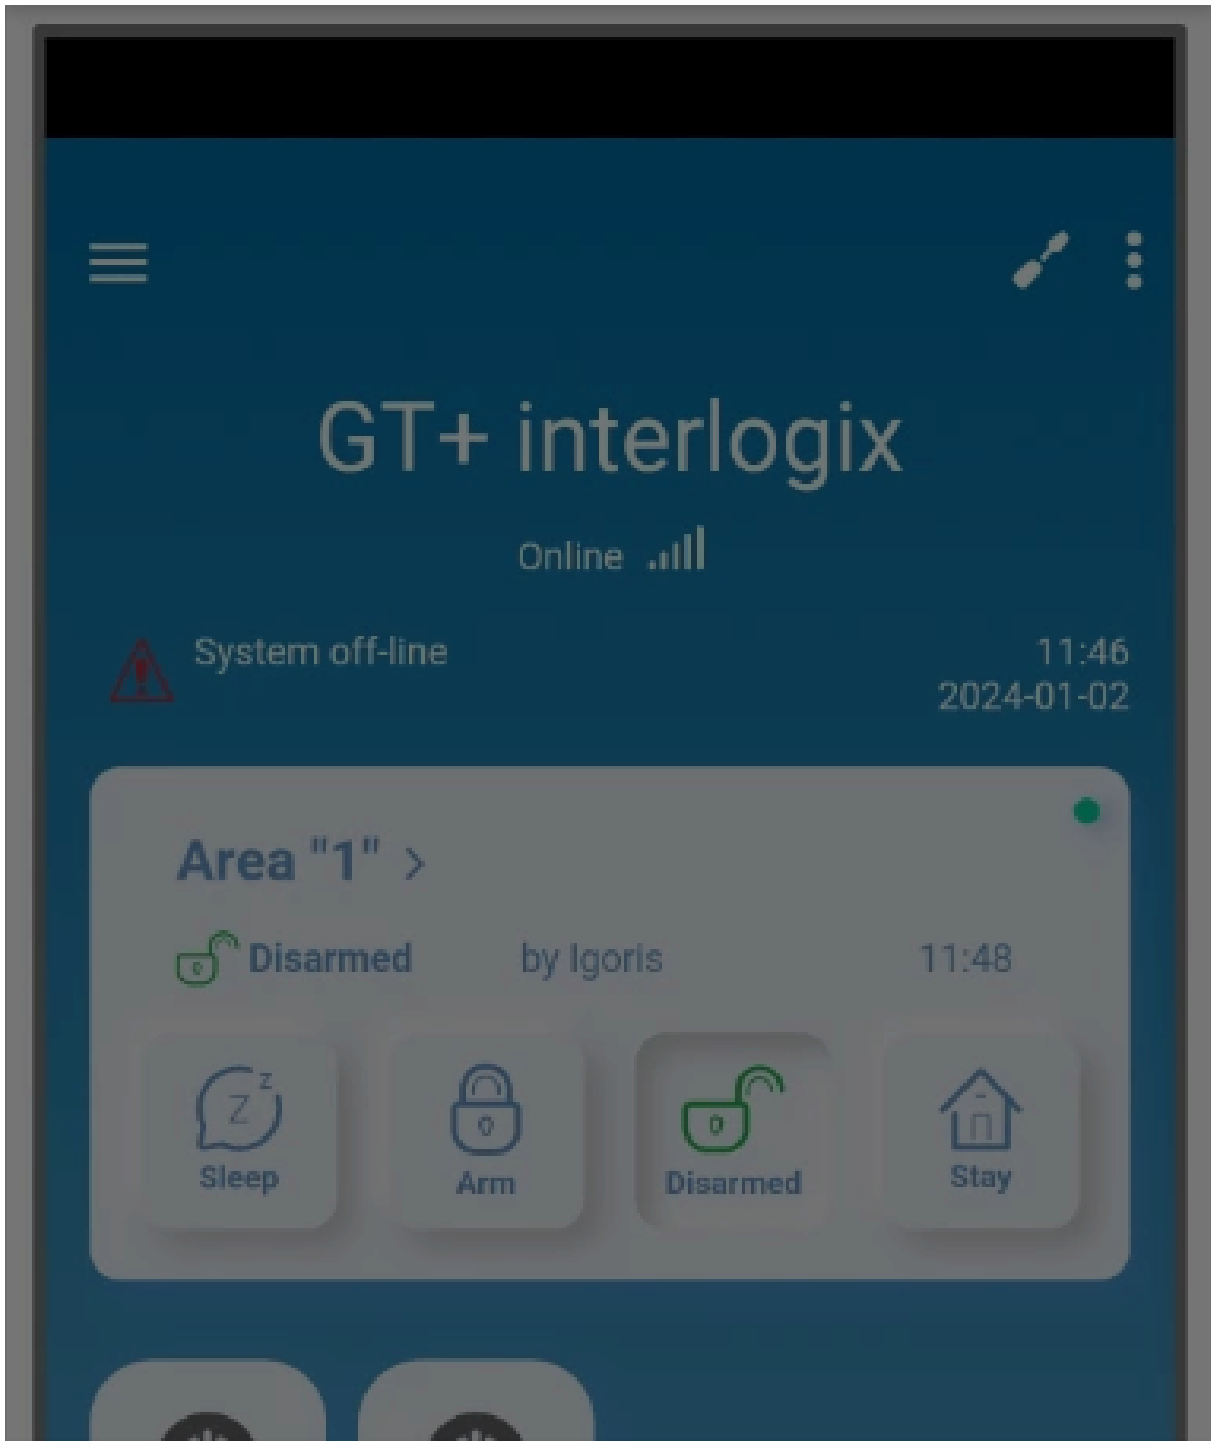 GT+ interlogix
Online
System off-line 11:46
2024-01-02
Area "1" >
Disarmed by Igoris 11:48
Sleep Arm Disarmed Stay